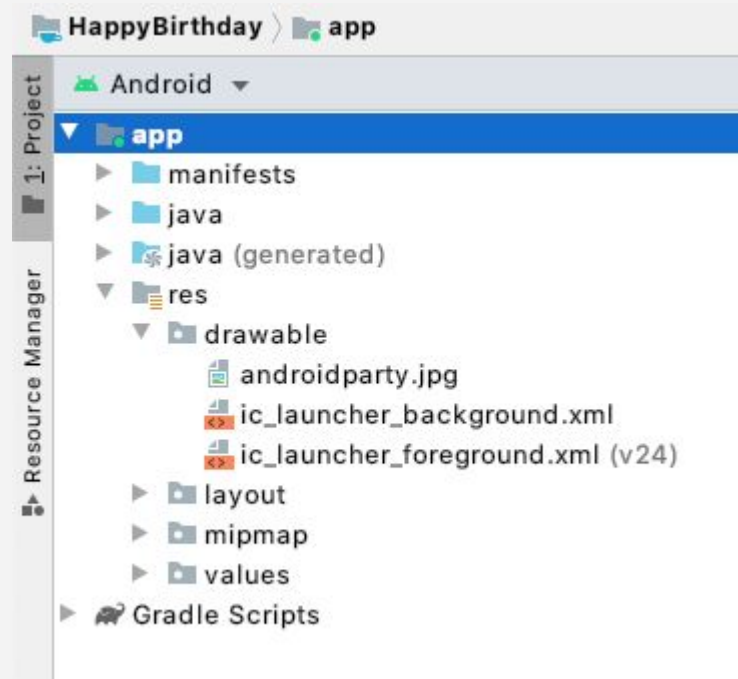 HappyBirthday app
1: Project
Resource Manager
Android
app
manifests
java
java (generated)
res
drawable
androidparty.jpg
ic_launcher_background.xml
ic_launcher_foreground.xml (v24)
layout
mipmap
values
Gradle Scripts